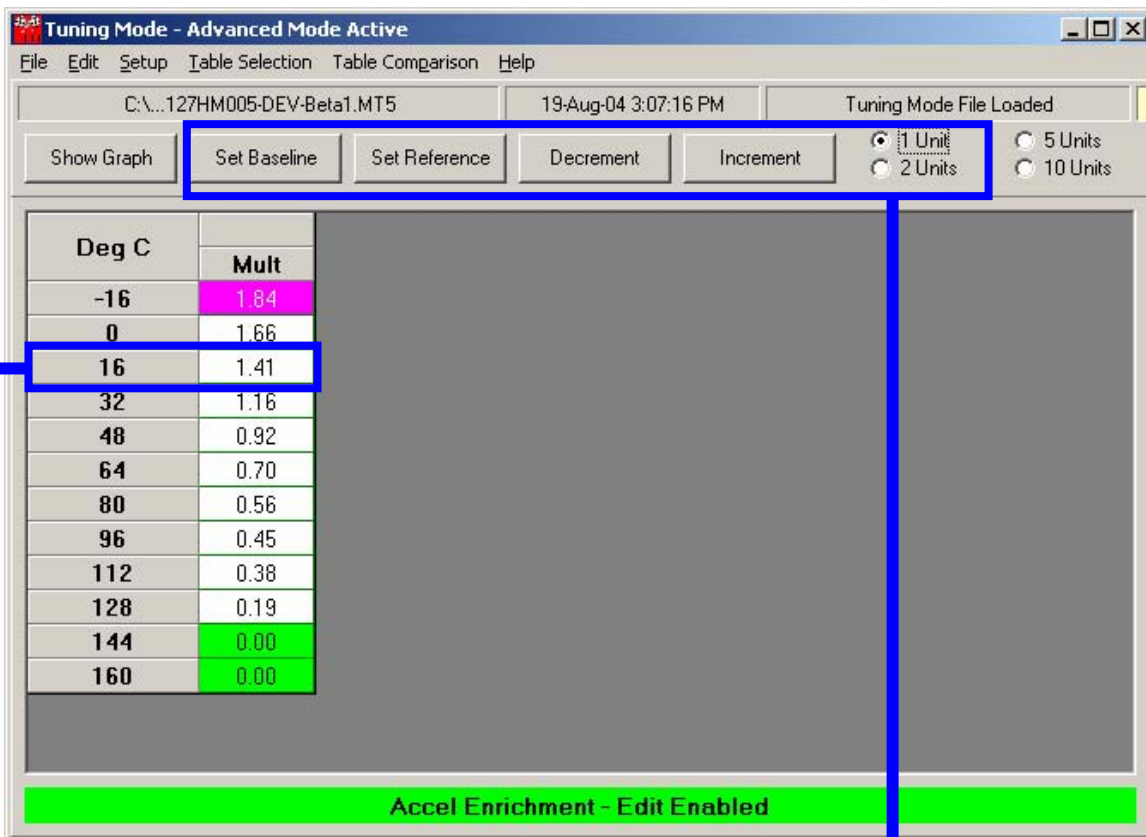 Tuning Mode - Advanced Mode Active
File Edit Setup Table Selection Table Comparison Help
C:\...127HM005-DEV-Beta1.MT5 19-Aug-04 3:07:16 PM Tuning Mode File Loaded
Show Graph Set Baseline Set Reference Decrement Increment 1 Unit 5 Units
2 Units 10 Units
Deg C Mult
-16 1.84
0 1.66
16 1.41
32 1.16
48 0.92
64 0.70
80 0.56
96 0.45
112 0.38
128 0.19
144 0.00
160 0.00
Accel Enrichment - Edit Enabled